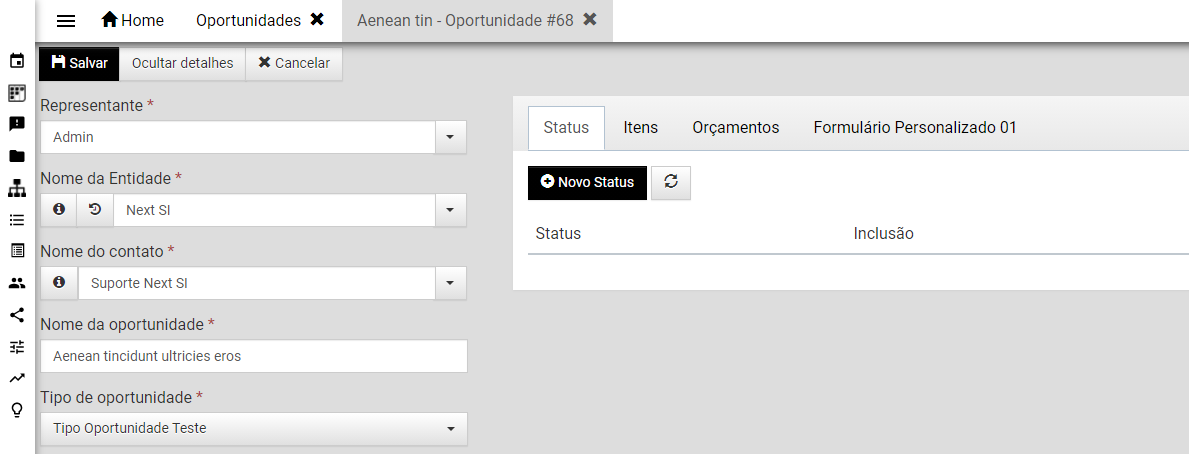 Home Oportunidades Aenean tin - Oportunidade #68
Salvar Ocultar detalhes Cancelar
Representante *
Admin
Nome da Entidade *
Next SI
Nome do contato *
Suporte Next SI
Nome da oportunidade *
Aenean tincidunt ultricies eros
Tipo de oportunidade *
Tipo Oportunidade Teste
Status Itens Orçamentos Formulário Personalizado 01
Novo Status
Status Inclusão